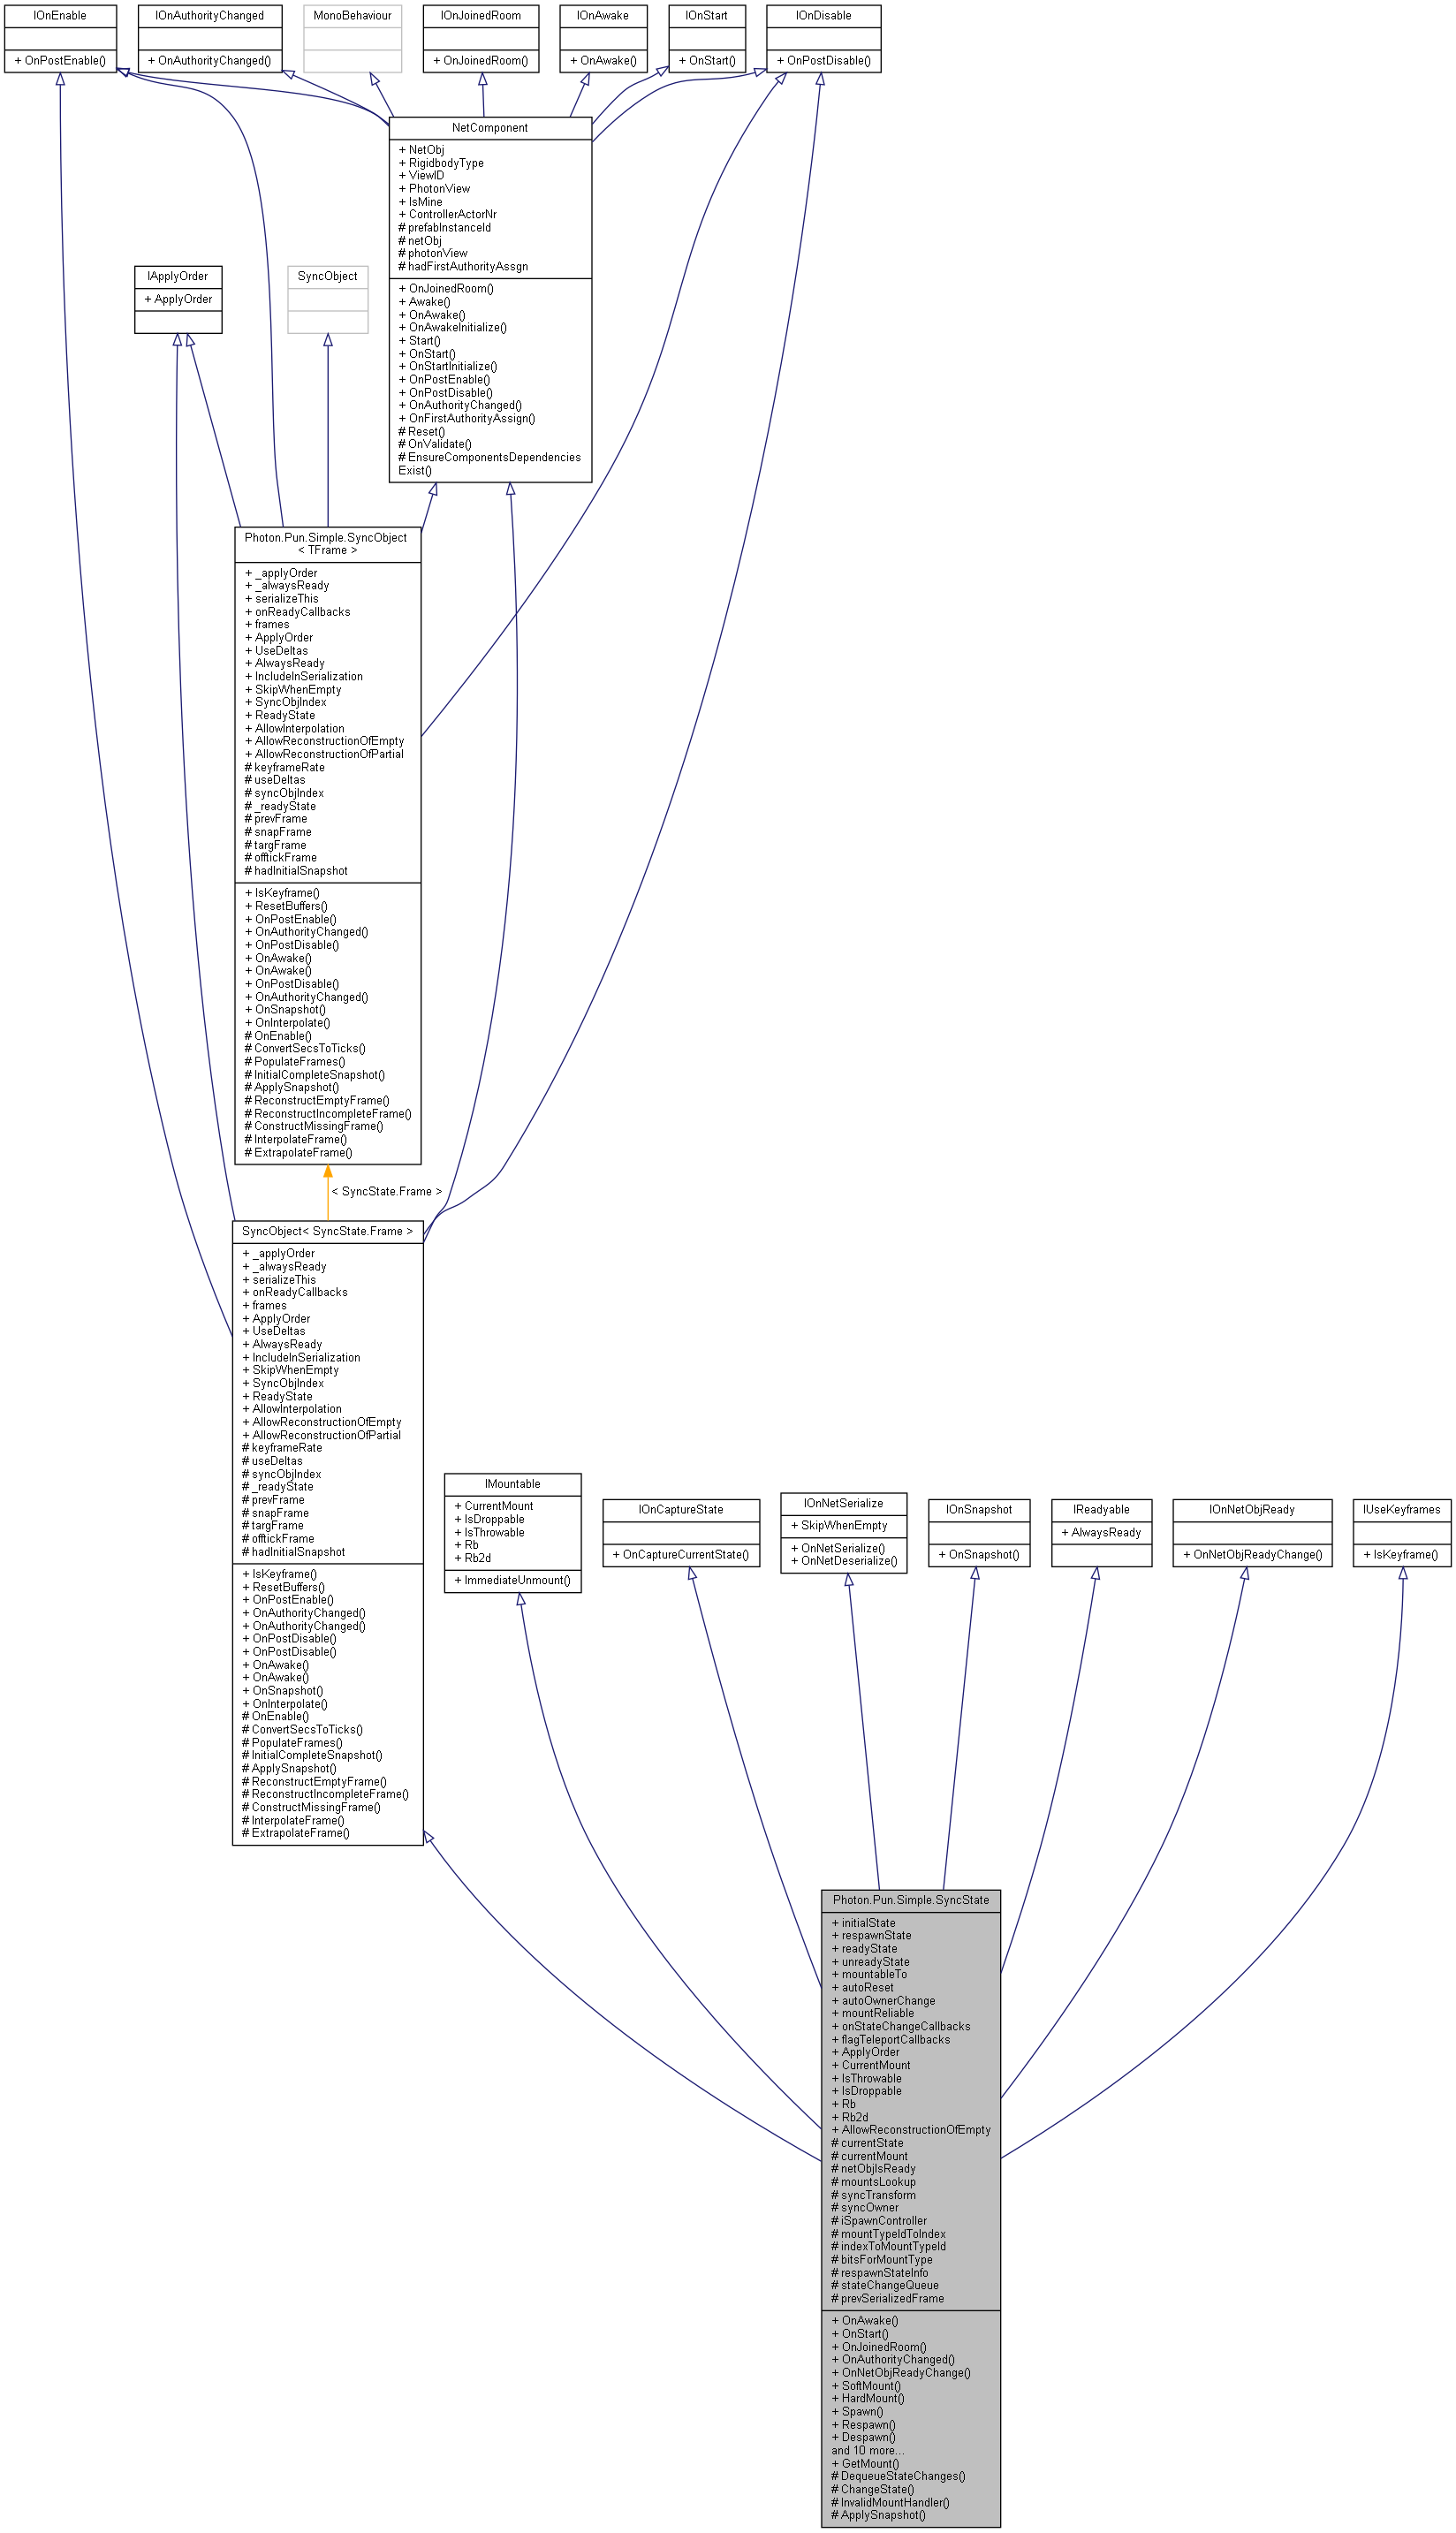 IOnEnable
+ OnPostEnable()
IOnAuthorityChanged
+ OnAuthorityChanged()
MonoBehaviour
IOnJoinedRoom
+ OnJoinedRoom()
IOnAwake
+ OnAwake()
IOnStart
+ OnStart()
IOnDisable
+ OnPostDisable()
NetComponent
+ NetObj
+ RigidbodyType
+ ViewID
+ PhotonView
+ IsMine
+ ControllerActorNr
# prefabInstanceId
# netObj
# photonView
# hadFirstAuthorityAssgn
+ OnJoinedRoom()
+ Awake()
+ OnAwake()
+ OnAwakeInitialize()
+ Start()
+ OnStart()
+ OnStartInitialize()
+ OnPostEnable()
+ OnPostDisable()
+ OnAuthorityChanged()
+ OnFirstAuthorityAssign()
# Reset()
# OnValidate()
# EnsureComponentsDependencies
Exist()
IApplyOrder
+ ApplyOrder
SyncObject
Photon.Pun.Simple.SyncObject
< TFrame >
+ _applyOrder
+ _alwaysReady
+ serializeThis
+ onReadyCallbacks
+ frames
+ ApplyOrder
+ UseDeltas
+ AlwaysReady
+ IncludeInSerialization
+ SkipWhenEmpty
+ SyncObjIndex
+ ReadyState
+ AllowInterpolation
+ AllowReconstructionOfEmpty
+ AllowReconstructionOfPartial
# keyframeRate
# useDeltas
# syncObjIndex
# _readyState
# prevFrame
# snapFrame
# targFrame
# offtickFrame
# hadInitialSnapshot
+ IsKeyframe()
+ ResetBuffers()
+ OnPostEnable()
+ OnAuthorityChanged()
+ OnPostDisable()
+ OnAwake()
+ OnAwake()
+ OnPostDisable()
+ OnAuthorityChanged()
+ OnSnapshot()
+ OnInterpolate()
# OnEnable()
# ConvertSecsToTicks()
# PopulateFrames()
# InitialCompleteSnapshot()
# ApplySnapshot()
# ReconstructEmptyFrame()
# ReconstructIncompleteFrame()
# ConstructMissingFrame()
# InterpolateFrame()
# ExtrapolateFrame()
< SyncState.Frame >
SyncObject< SyncState.Frame >
+ _applyOrder
+ _alwaysReady
+ serializeThis
+ onReadyCallbacks
+ frames
+ ApplyOrder
+ UseDeltas
+ AlwaysReady
+ IncludeInSerialization
+ SkipWhenEmpty
+ SyncObjIndex
+ ReadyState
+ AllowInterpolation
+ AllowReconstructionOfEmpty
+ AllowReconstructionOfPartial
# keyframeRate
# useDeltas
# syncObjIndex
# _readyState
# prevFrame
# snapFrame
# targFrame
# offtickFrame
# hadInitialSnapshot
+ IsKeyframe()
+ ResetBuffers()
+ OnPostEnable()
+ OnAuthorityChanged()
+ OnAuthorityChanged()
+ OnPostDisable()
+ OnPostDisable()
+ OnAwake()
+ OnAwake()
+ OnSnapshot()
+ OnInterpolate()
# OnEnable()
# ConvertSecsToTicks()
# PopulateFrames()
# InitialCompleteSnapshot()
# ApplySnapshot()
# ReconstructEmptyFrame()
# ReconstructIncompleteFrame()
# ConstructMissingFrame()
# InterpolateFrame()
# ExtrapolateFrame()
IMountable
+ CurrentMount
+ IsDroppable
+ IsThrowable
+ Rb
+ Rb2d
+ ImmediateUnmount()
IOnCaptureState
+ OnCaptureCurrentState()
IOnNetSerialize
+ SkipWhenEmpty
+ OnNetSerialize()
+ OnNetDeserialize()
IOnSnapshot
+ OnSnapshot()
IReadyable
+ AlwaysReady
IOnNetObjReady
+ OnNetObjReadyChange()
IUseKeyframes
+ IsKeyframe()
Photon.Pun.Simple.SyncState
+ initialState
+ respawnState
+ readyState
+ unreadyState
+ mountableTo
+ autoReset
+ autoOwnerChange
+ mountReliable
+ onStateChangeCallbacks
+ flagTeleportCallbacks
+ ApplyOrder
+ CurrentMount
+ IsThrowable
+ IsDroppable
+ Rb
+ Rb2d
+ AllowReconstructionOfEmpty
# currentState
# currentMount
# netObjIsReady
# mountsLookup
# syncTransform
# syncOwner
# iSpawnController
# mountTypeIdToIndex
# indexToMountTypeId
# bitsForMountType
# respawnStateInfo
# stateChangeQueue
# prevSerializedFrame
+ OnAwake()
+ OnStart()
+ OnJoinedRoom()
+ OnAuthorityChanged()
+ OnNetObjReadyChange()
+ SoftMount()
+ HardMount()
+ Spawn()
+ Respawn()
+ Despawn()
and 10 more...
+ GetMount()
# DequeueStateChanges()
# ChangeState()
# InvalidMountHandler()
# ApplySnapshot()